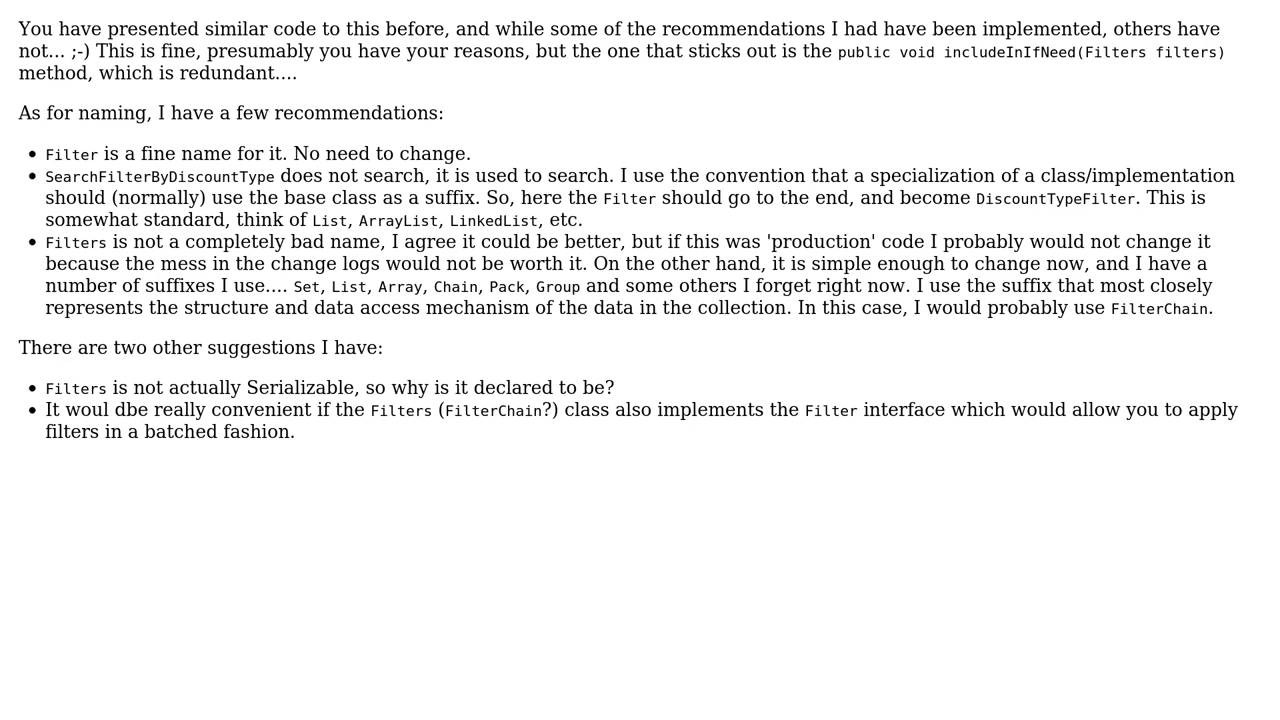 You have presented similar code to this before, and while some of the recommendations I had have been implemented, others have
not... ;-) This is fine, presumably you have your reasons, but the one that sticks out is the public void includeInIfNeed(Filters filters)
method, which is redundant....
As for naming, I have a few recommendations:
• Filter is a fine name for it. No need to change.
• SearchFilterByDiscountType does not search, it is used to search. I use the convention that a specialization of a class/implementation
should (normally) use the base class as a suffix. So, here the Filter should go to the end, and become DiscountTypeFilter. This is
somewhat standard, think of List, ArrayList, LinkedList, etc.
• Filters is not a completely bad name, I agree it could be better, but if this was 'production' code I probably would not change it
because the mess in the change logs would not be worth it. On the other hand, it is simple enough to change now, and I have a
number of suffixes I use.... Set, List, Array, Chain, Pack, Group and some others I forget right now. I use the suffix that most closely
represents the structure and data access mechanism of the data in the collection. In this case, I would probably use FilterChain.
There are two other suggestions I have:
• Filters is not actually Serializable, so why is it declared to be?
• It woul dbe really convenient if the Filters (FilterChain?) class also implements the Filter interface which would allow you to apply
filters in a batched fashion.